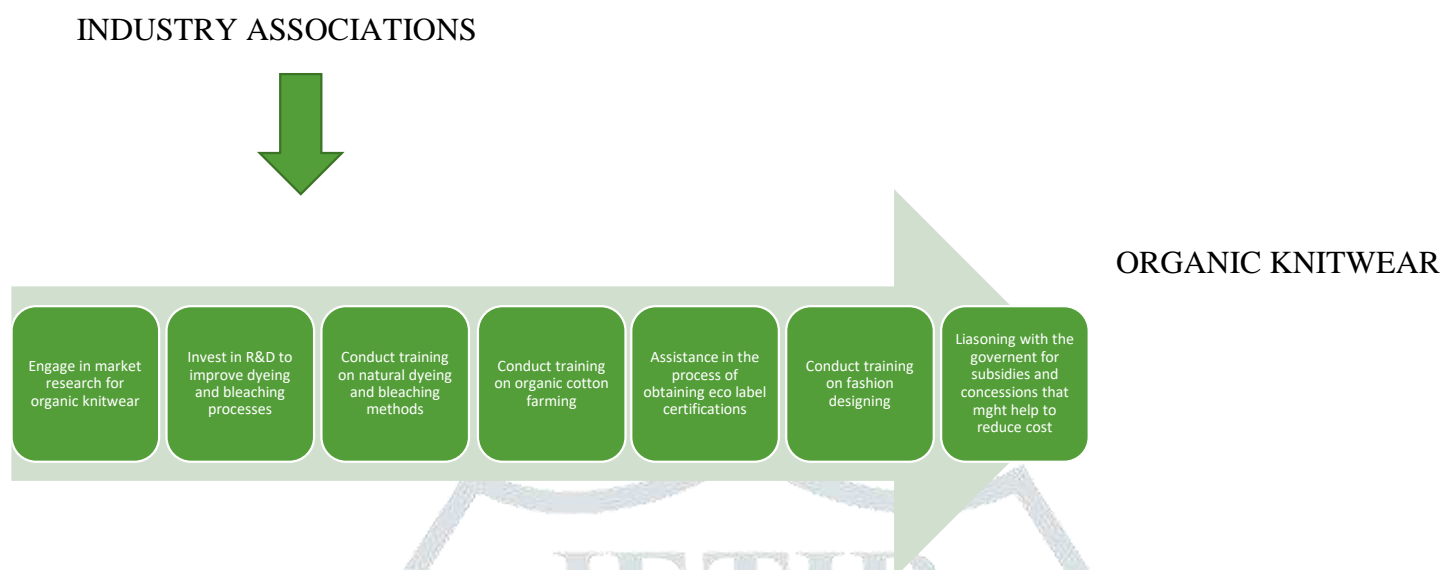 INDUSTRY ASSOCIATIONS
ORGANIC KNITWEAR
Engage in market
research for
organic knitwear
Invest in R&D to
improve dyeing
and bleaching
processes
Conduct training
on natural dyeing
and bleaching
methods
Conduct training
on organic cotton
farming
Assistance in the
process of
obtaining eco label
certifications
Conduct training
on fashion
designing
Liasoning with the
governent for
subsidies and
concessions that
mght help to
reduce cost